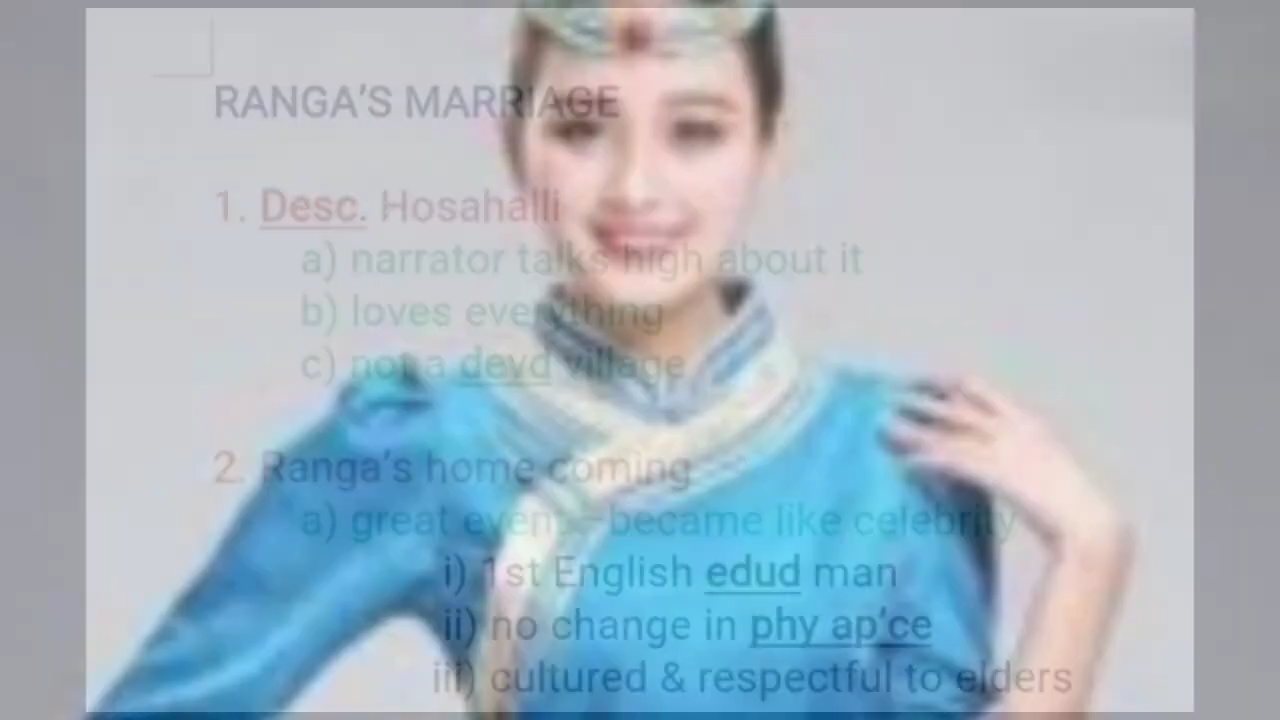 RANGA'S MARRIAGE
1. Desc. Hosahalli
a) narrator talks high about it
b) loves everything
c) not a devd village
2. Ranga's home coming
a) great event - became like celebrity
i) 1st English edud man
ii) no change in phy ap'ce
iii) cultured & respectful to elders